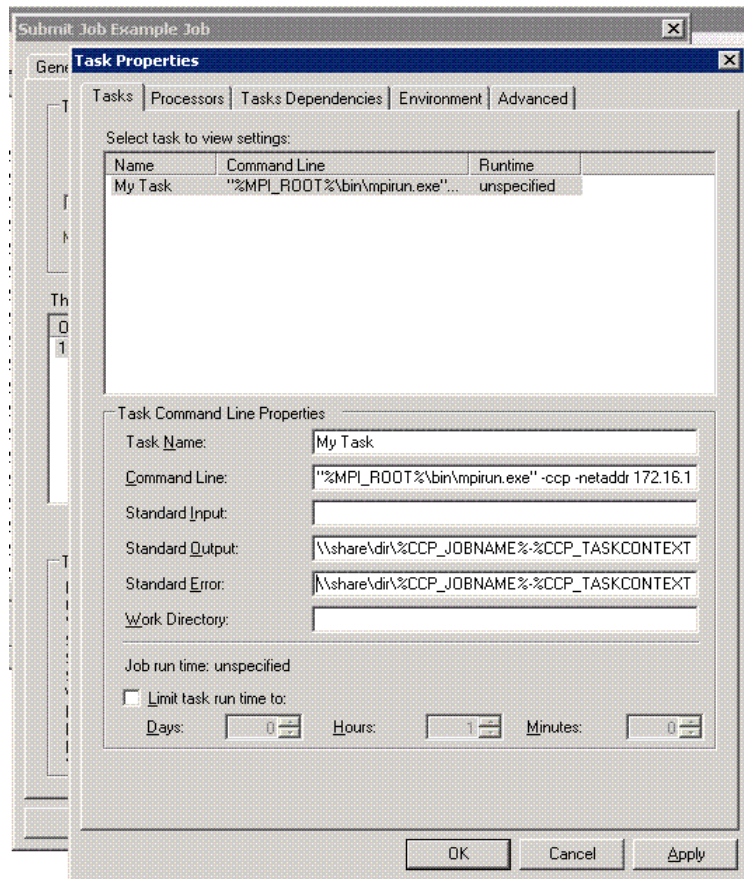 Submit Job Example Job
Gene
Task Properties
Tasks Processors Tasks Dependencies Environment Advanced
Select task to view settings:
Name Command Line Runtime
My Task "%MPI_ROOT%\bin\mpirun.exe"... unspecified
Th
1
Task Command Line Properties
Task Name: My Task
Command Line: "%MPI_ROOT%\bin\mpirun.exe" -ccp -netaddr 172.16.1
Standard Input:
Standard Output: \\share\dir\%CCP_JOBNAME%-%CCP_TASKCONTEXT
Standard Error: \\share\dir\%CCP_JOBNAME%-%CCP_TASKCONTEXT
Work Directory:
Job run time: unspecified
Limit task run time to:
Days: 0 Hours: 1 Minutes: 0
OK Cancel Apply